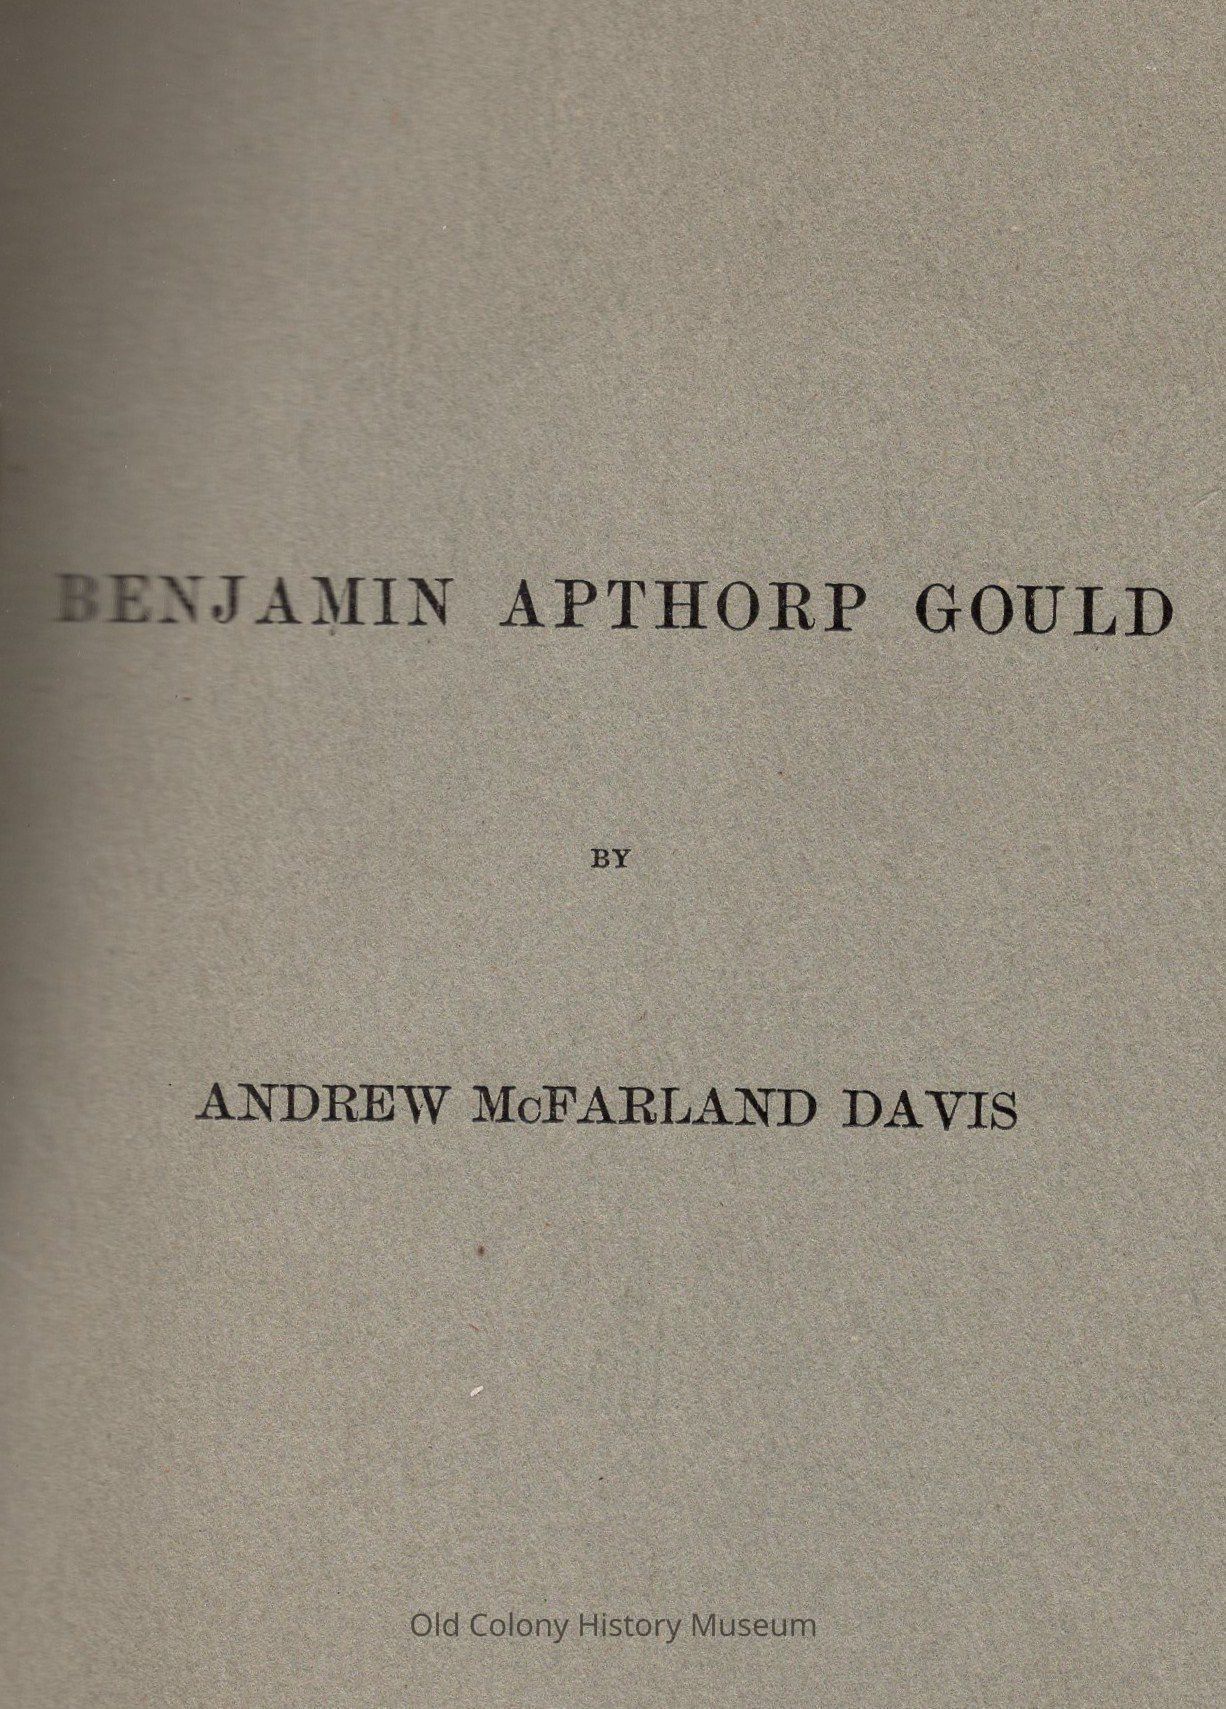 BENJAMIN APTHORP GOULD
BY
ANDREW McFARLAND DAVIS
Old Colony History Museum